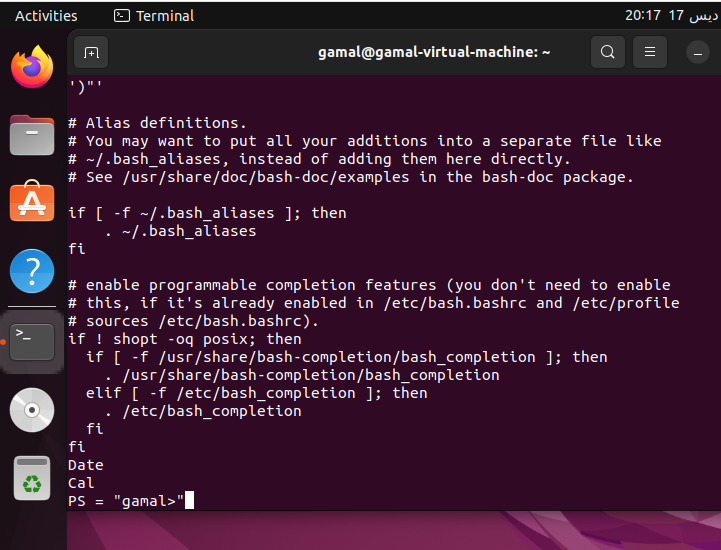 Activities Terminal 20:17 17 ديس
gamal@gamal-virtual-machine: ~
')"'
# Alias definitions.
# You may want to put all your additions into a separate file like
# ~/.bash_aliases, instead of adding them here directly.
# See /usr/share/doc/bash-doc/examples in the bash-doc package.
if [ -f ~/.bash_aliases ]; then
    . ~/.bash_aliases
fi
# enable programmable completion features (you don't need to enable
# this, if it's already enabled in /etc/bash.bashrc and /etc/profile
# sources /etc/bash.bashrc).
if ! shopt -oq posix; then
  if [ -f /usr/share/bash-completion/bash_completion ]; then
    . /usr/share/bash-completion/bash_completion
  elif [ -f /etc/bash_completion ]; then
    . /etc/bash_completion
  fi
fi
Date
Cal
PS = "gamal>"